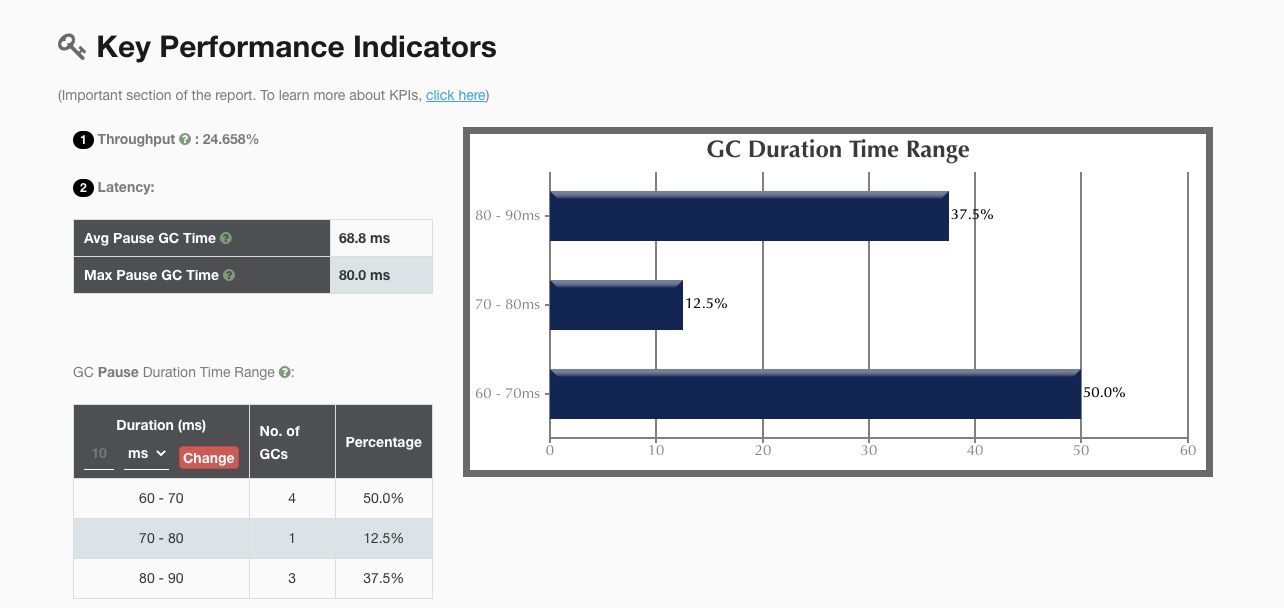 Key Performance Indicators
(Important section of the report. To learn more about KPIs, click here)
1 Throughput ? : 24.658%
2 Latency:
Avg Pause GC Time ? 68.8 ms
Max Pause GC Time ? 80.0 ms
GC Pause Duration Time Range ?:
Duration (ms)
10 ms Change
No. of
GCs
Percentage
60 - 70 4 50.0%
70 - 80 1 12.5%
80 - 90 3 37.5%
GC Duration Time Range
80 - 90ms 37.5%
70 - 80ms 12.5%
60 - 70ms 50.0%
0 10 20 30 40 50 60